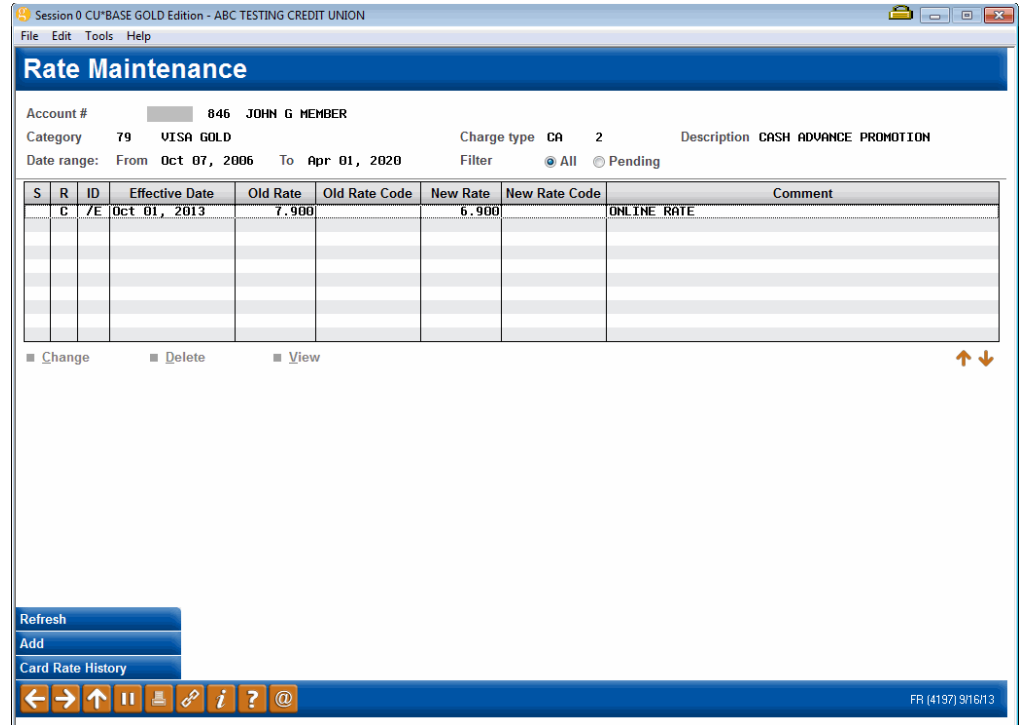 Session 0 CU*BASE GOLD Edition - ABC TESTING CREDIT UNION
File Edit Tools Help
Rate Maintenance
Account # 846 JOHN G MEMBER
Category 79 VISA GOLD Charge type CA 2 Description CASH ADVANCE PROMOTION
Date range: From Oct 07, 2006 To Apr 01, 2020 Filter All Pending
S R ID Effective Date Old Rate Old Rate Code New Rate New Rate Code Comment
C /E Oct 01, 2013 7.900 6.900 ONLINE RATE
Change Delete View
Refresh
Add
Card Rate History
i ? @ FR (4197) 9/16/13